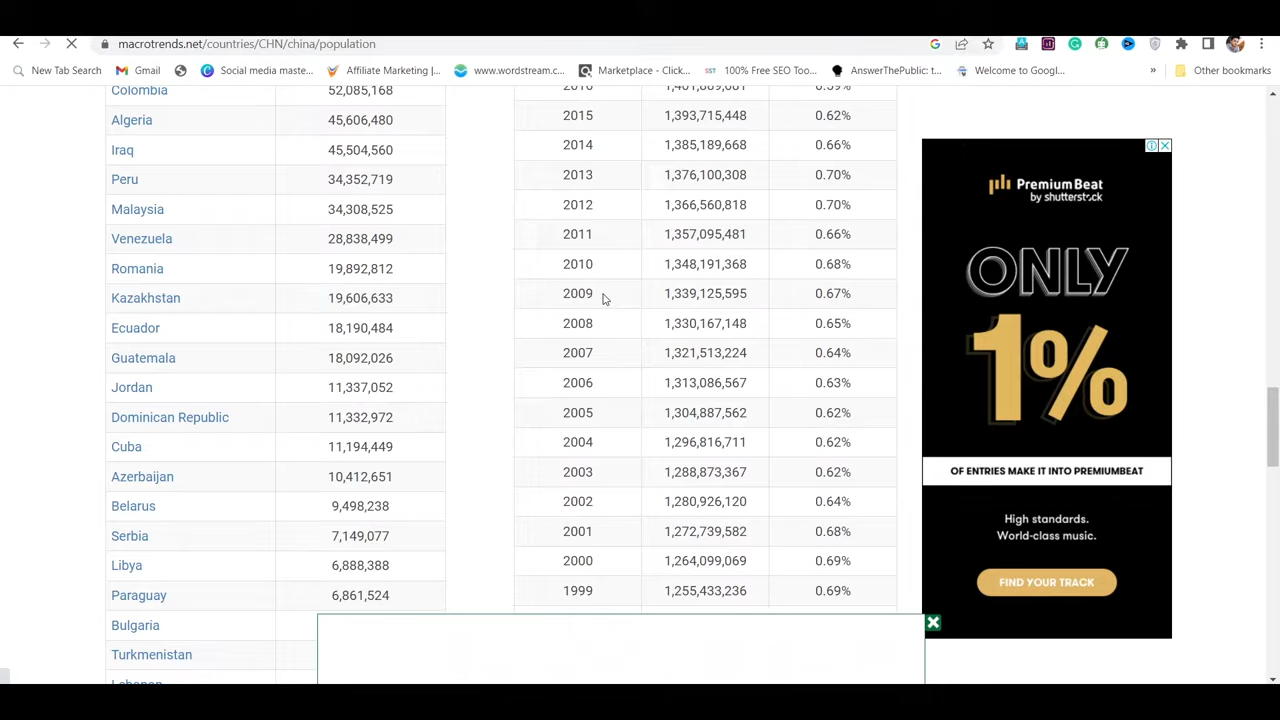 macrotrends.net/countries/CHN/china/population
New Tab Search
Gmail
Social media maste...
Affiliate Marketing |...
www.wordstream.c...
Marketplace - Click...
SST
100% Free SEO Too...
AnswerThePublic: t...
Welcome to Googl...
»
Other bookmarks
Colombia 52,085,168
Algeria 45,606,480
Iraq 45,504,560
Peru 34,352,719
Malaysia 34,308,525
Venezuela 28,838,499
Romania 19,892,812
Kazakhstan 19,606,633
Ecuador 18,190,484
Guatemala 18,092,026
Jordan 11,337,052
Dominican Republic 11,332,972
Cuba 11,194,449
Azerbaijan 10,412,651
Belarus 9,498,238
Serbia 7,149,077
Libya 6,888,388
Paraguay 6,861,524
Bulgaria
Turkmenistan
2015 1,393,715,448 0.62%
2014 1,385,189,668 0.66%
2013 1,376,100,308 0.70%
2012 1,366,560,818 0.70%
2011 1,357,095,481 0.66%
2010 1,348,191,368 0.68%
2009 1,339,125,595 0.67%
2008 1,330,167,148 0.65%
2007 1,321,513,224 0.64%
2006 1,313,086,567 0.63%
2005 1,304,887,562 0.62%
2004 1,296,816,711 0.62%
2003 1,288,873,367 0.62%
2002 1,280,926,120 0.64%
2001 1,272,739,582 0.68%
2000 1,264,099,069 0.69%
1999 1,255,433,236 0.69%
PremiumBeat
by shutterstock
ONLY
1%
OF ENTRIES MAKE IT INTO PREMIUMBEAT
High standards.
World-class music.
FIND YOUR TRACK